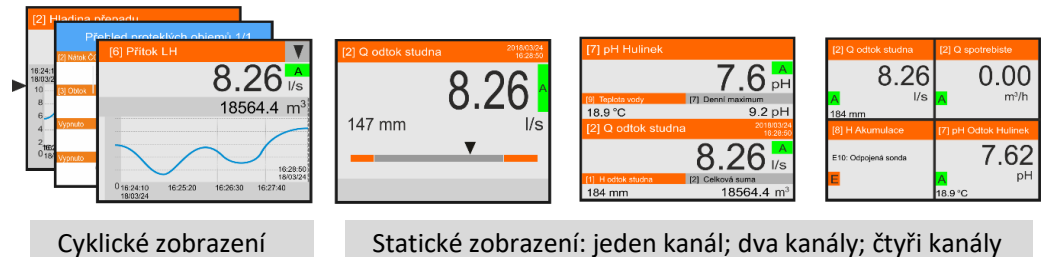 [2] Hladina přepadu
Přehled proteklých objemů 1/1
[2] Nátok ČO
[3] Obtok
Vypnuto
Vypnuto
16:24:1
18/03/2
10
8
6
4
2
0
[6] Přítok LH
8.26 A
l/s
18564.4 m³
16:28:50
18/03/24
0 16:24:10 16:25:20 16:26:30 16:27:40
18/03/24
[2] Q odtok studna 2018/03/24
16:28:50
8.26 A
147 mm l/s
[7] pH Hulinek
7.6 A
pH
[9] Teplota vody [7] Denní maximum
18.9 °C 9.2 pH
[2] Q odtok studna 2018/03/24
16:28:50
8.26 A
l/s
[1] H odtok studna [2] Celková suma
184 mm 18564.4 m³
[2] Q odtok studna [2] Q spotrebiste
8.26 0.00
A l/s A m³/h
184 mm
[8] H Akumulace [7] pH Odtok Hulinek
E10: Odpojená sonda 7.62
pH
E A
18.9 °C
Cyklické zobrazení
Statické zobrazení: jeden kanál; dva kanály; čtyři kanály